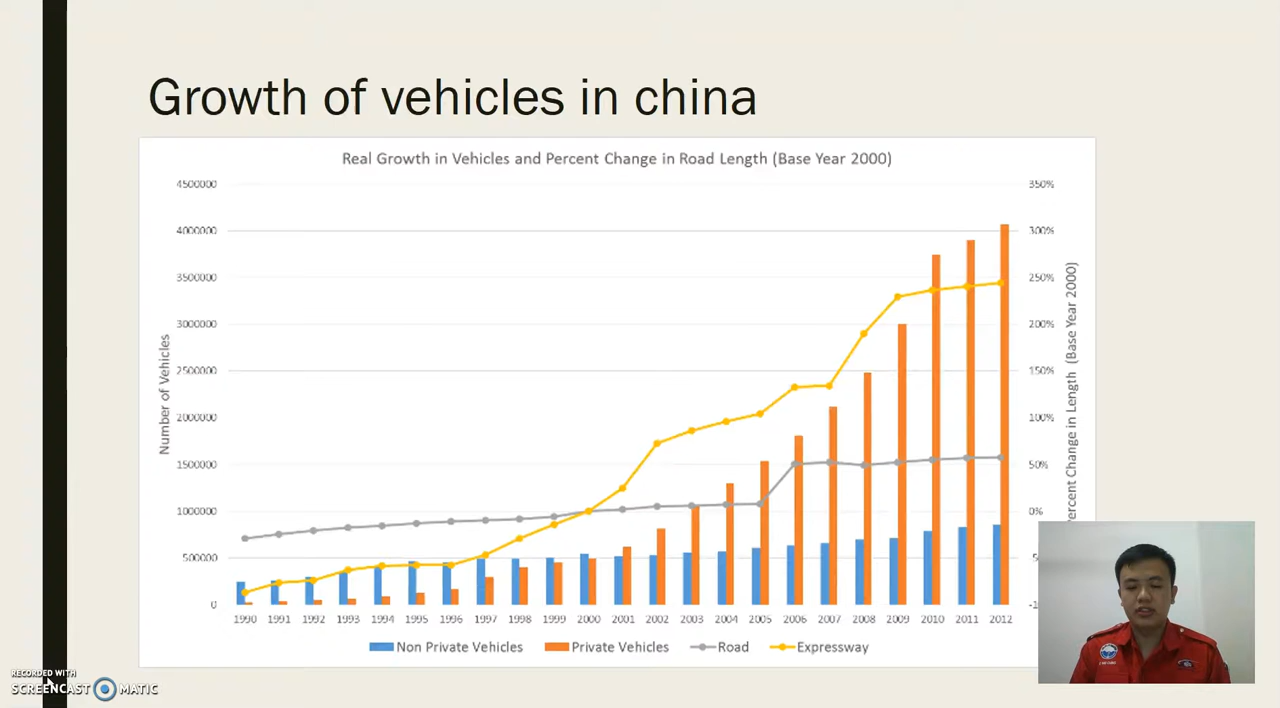 Growth of vehicles in china
Real Growth in Vehicles and Percent Change in Road Length (Base Year 2000)
Number of Vehicles
4500000
4000000
3500000
3000000
2500000
2000000
1500000
1000000
500000
0
350%
300%
250%
200%
150%
100%
50%
0%
Percent Change in Length (Base Year 2000)
1990 1991 1992 1993 1994 1995 1996 1997 1998 1999 2000 2001 2002 2003 2004 2005 2006 2007 2008 2009 2010 2011 2012
Non Private Vehicles Private Vehicles Road Expressway
RECORDED WITH
SCREENCAST MATIC